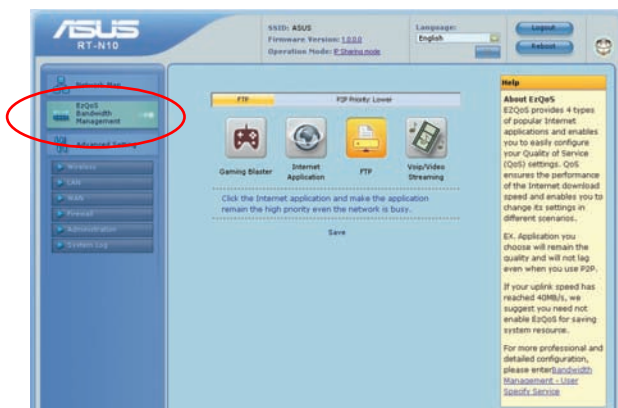 ASUS
RT-N10
SSID: ASUS
Firmware Version: 1.0.0.0
Operation Mode: IP Sharing mode
Language:
English
Logout
Reboot
Network Map
EzQoS
Bandwidth
Management
Advanced Setting
Wireless
LAN
WAN
Firewall
Administration
System Log
FTP
P2P Priority: Lower
Gaming Blaster
Internet
Application
FTP
Voip/Video
Streaming
Click the Internet application and make the application
remain the high priority even the network is busy.
Save
Help
About EzQoS
EZQoS provides 4 types
of popular Internet
applications and enables
you to easily configure
your Quality of Service
(QoS) settings. QoS
ensures the performance
of the Internet download
speed and enables you to
change its settings in
different scenarios.
EX. Application you
choose will remain the
quality and will not lag
even when you use P2P.
If your uplink speed has
reached 40MB/s, we
suggest you need not
enable EzQoS for saving
system resource.
For more professional and
detailed configuration,
please enterBandwidth
Management - User
Specify Service